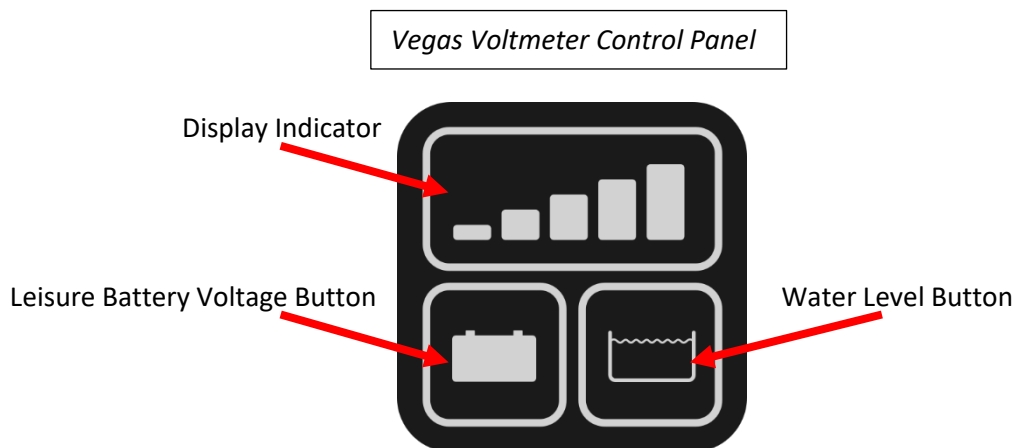 Vegas Voltmeter Control Panel
Display Indicator
Leisure Battery Voltage Button
Water Level Button